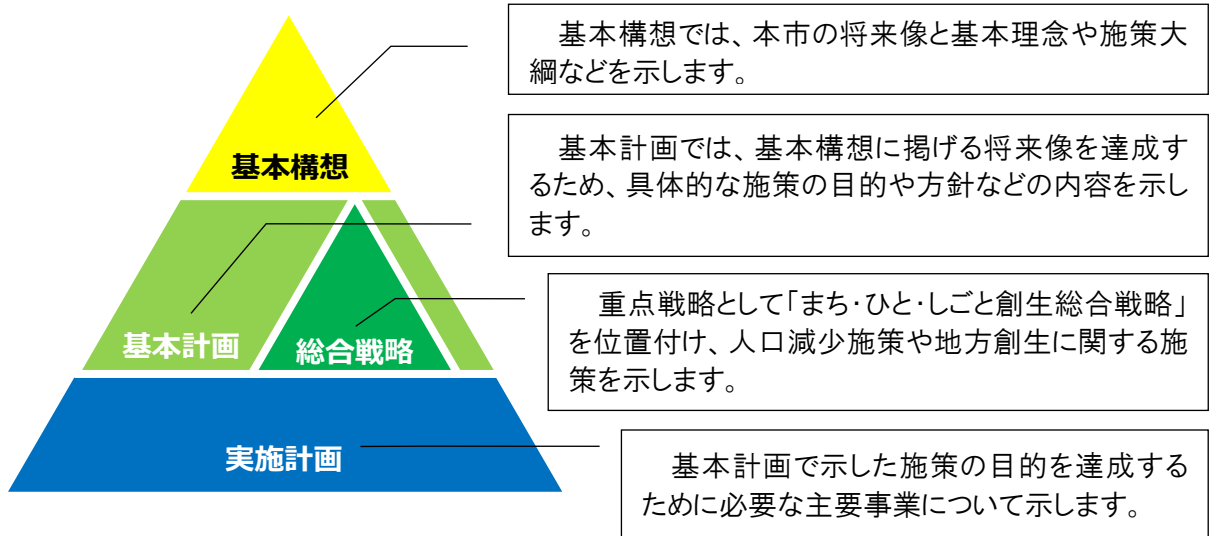 基本構想では、本市の将来像と基本理念や施策大
綱などを示します。
基本構想
基本計画では、基本構想に掲げる将来像を達成す
るため、具体的な施策の目的や方針などの内容を示し
ます。
基本計画
総合戦略
重点戦略として「まち・ひと・しごと創生総合戦略」
を位置付け、人口減少施策や地方創生に関する施
策を示します。
実施計画
基本計画で示した施策の目的を達成する
ために必要な主要事業について示します。